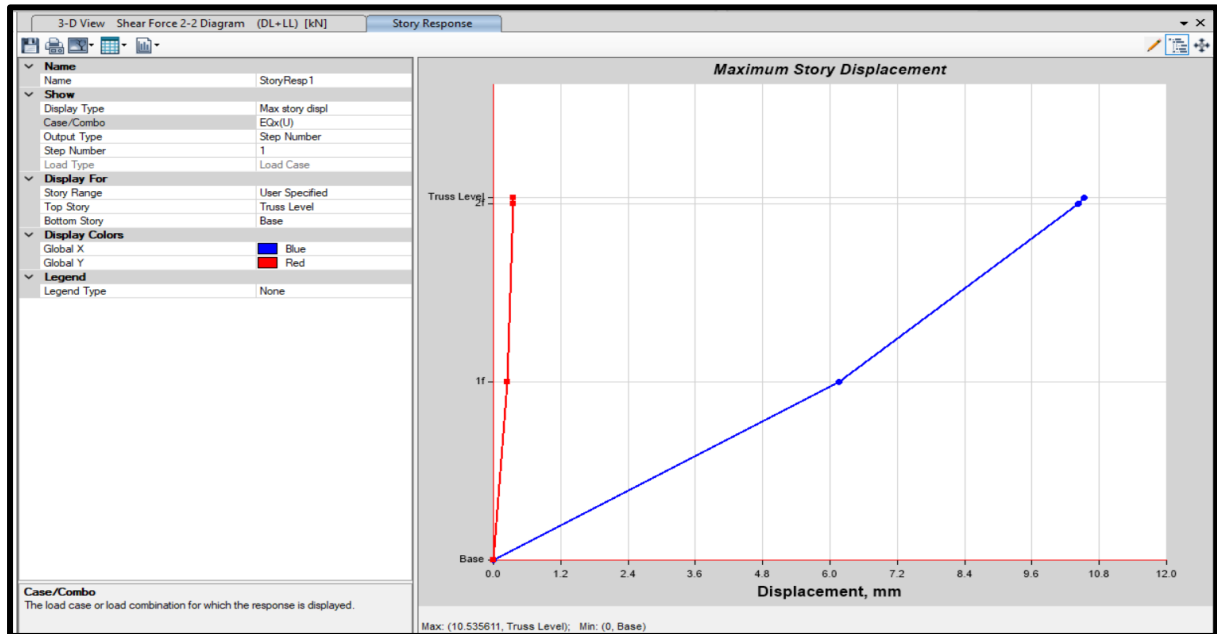 3-D View Shear Force 2-2 Diagram (DL+LL) [kN]
Story Response
Name
Name StoryResp1
Show
Display Type Max story displ
Case/Combo EQx(U)
Output Type Step Number
Step Number 1
Load Type Load Case
Display For
Story Range User Specified
Top Story Truss Level
Bottom Story Base
Display Colors
Global X Blue
Global Y Red
Legend
Legend Type None
Case/Combo
The load case or load combination for which the response is displayed.
Maximum Story Displacement
Truss Level
2f
1f
Base
0.0 1.2 2.4 3.6 4.8 6.0 7.2 8.4 9.6 10.8 12.0
Displacement, mm
Max: (10.535611, Truss Level); Min: (0, Base)